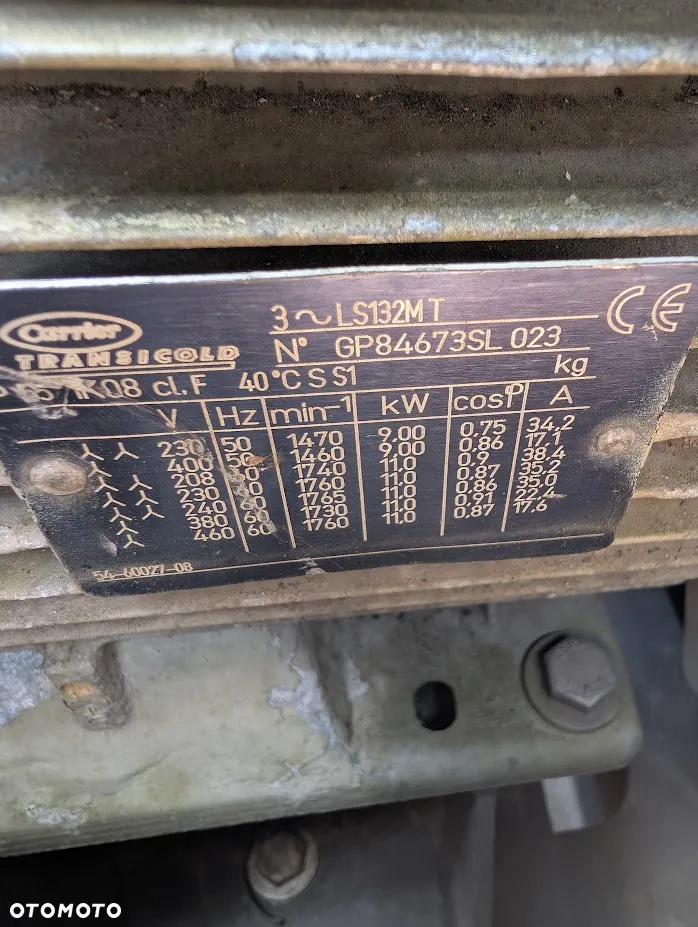 Carrier
TRANSICOLD
3~LS132M T
N° GP84673SL 023
CE
K08 cl.F 40°C S S1 kg
V Hz min-1 kW cosφ A
230 50 1470 9,00 0,75 34,2
400 50 1460 9,00 0,86 17,1
208 1740 11,0 0,9 38,4
230 1760 11,0 0,87 35,2
240 1765 11,0 0,86 35,0
380 60 1730 11,0 0,91 22,4
460 60 1760 11,0 0,87 17,6
54-60027-08
OTOMOTO